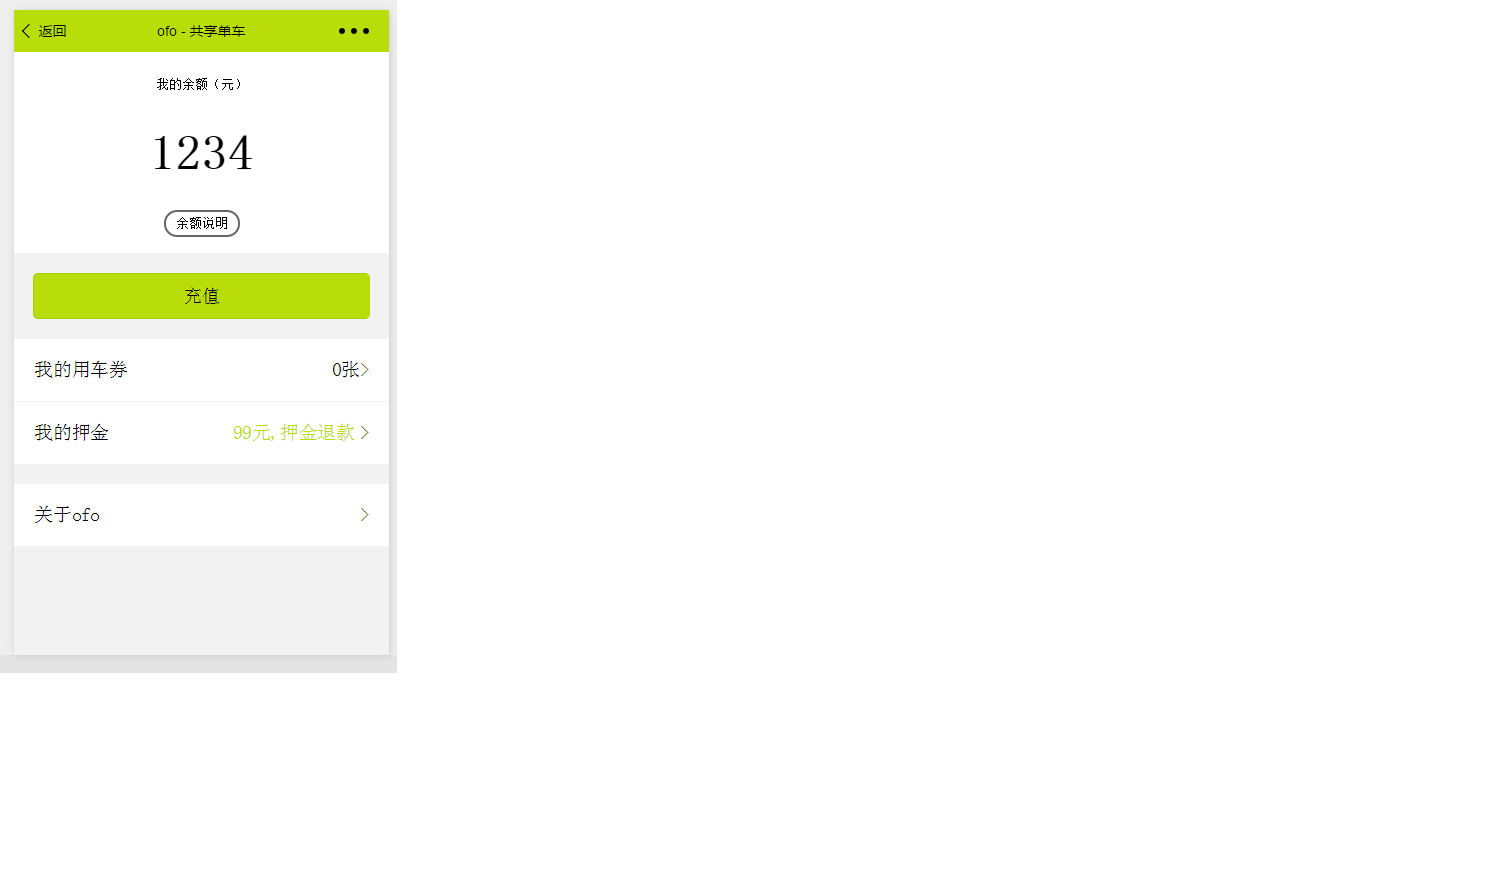 返回 ofo - 共享单车
我的余额（元）
1234
余额说明
充值
我的用车券 0张
我的押金 99元, 押金退款
关于ofo